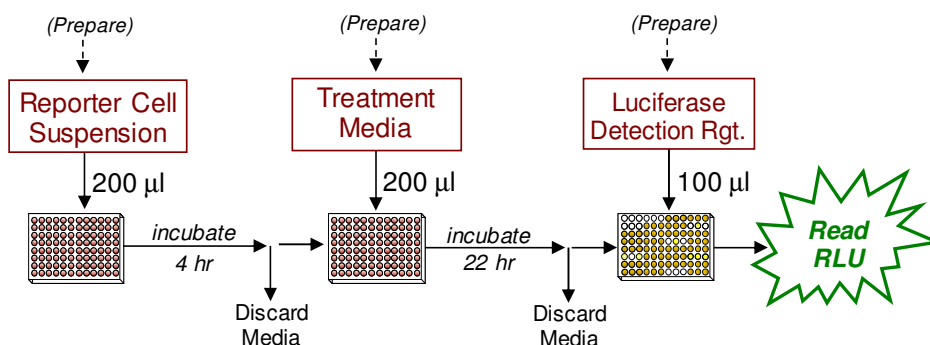 (Prepare)
(Prepare)
(Prepare)
Reporter Cell
Suspension
Treatment
Media
Luciferase
Detection Rgt.
200 µl
200 µl
100 µl
incubate
4 hr
incubate
22 hr
Read
RLU
Discard
Media
Discard
Media